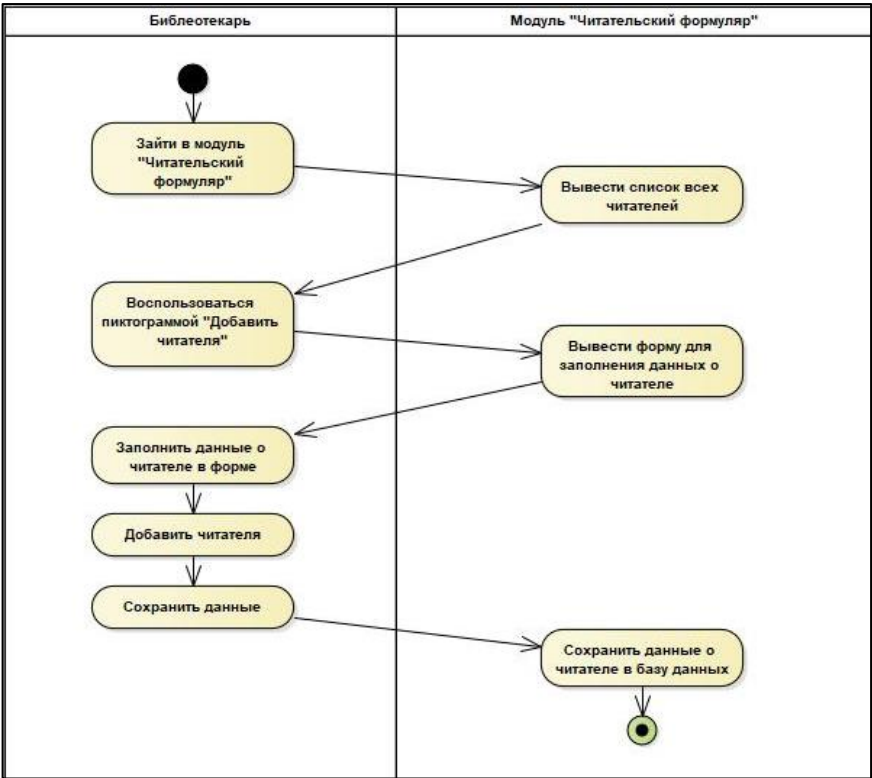 Библеотекарь
Модуль "Читательский формуляр"
Зайти в модуль
"Читательский
формуляр"
Вывести список всех
читателей
Воспользоваться
пиктограммой "Добавить
читателя"
Вывести форму для
заполнения данных о
читателе
Заполнить данные о
читателе в форме
Добавить читателя
Сохранить данные
Сохранить данные о
читателе в базу данных